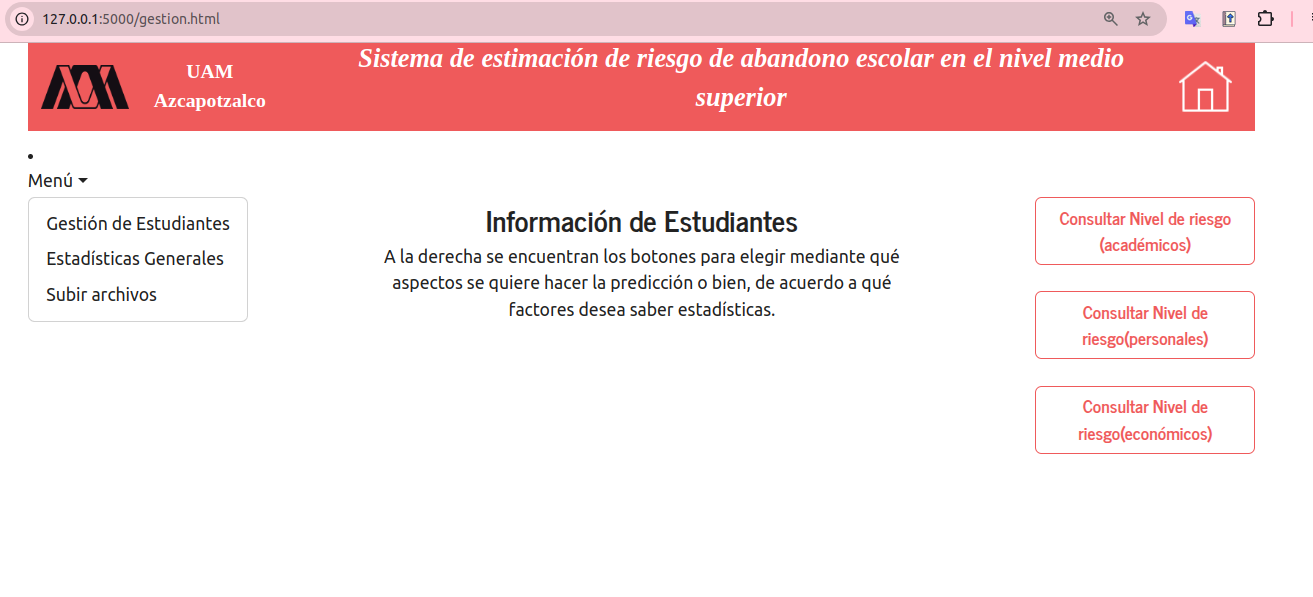 127.0.0.1:5000/gestion.html
UAM
Azcapotzalco
Sistema de estimación de riesgo de abandono escolar en el nivel medio
superior
Menú
Gestión de Estudiantes
Estadísticas Generales
Subir archivos
Información de Estudiantes
A la derecha se encuentran los botones para elegir mediante qué
aspectos se quiere hacer la predicción o bien, de acuerdo a qué
factores desea saber estadísticas.
Consultar Nivel de riesgo
(académicos)
Consultar Nivel de
riesgo(personales)
Consultar Nivel de
riesgo(económicos)